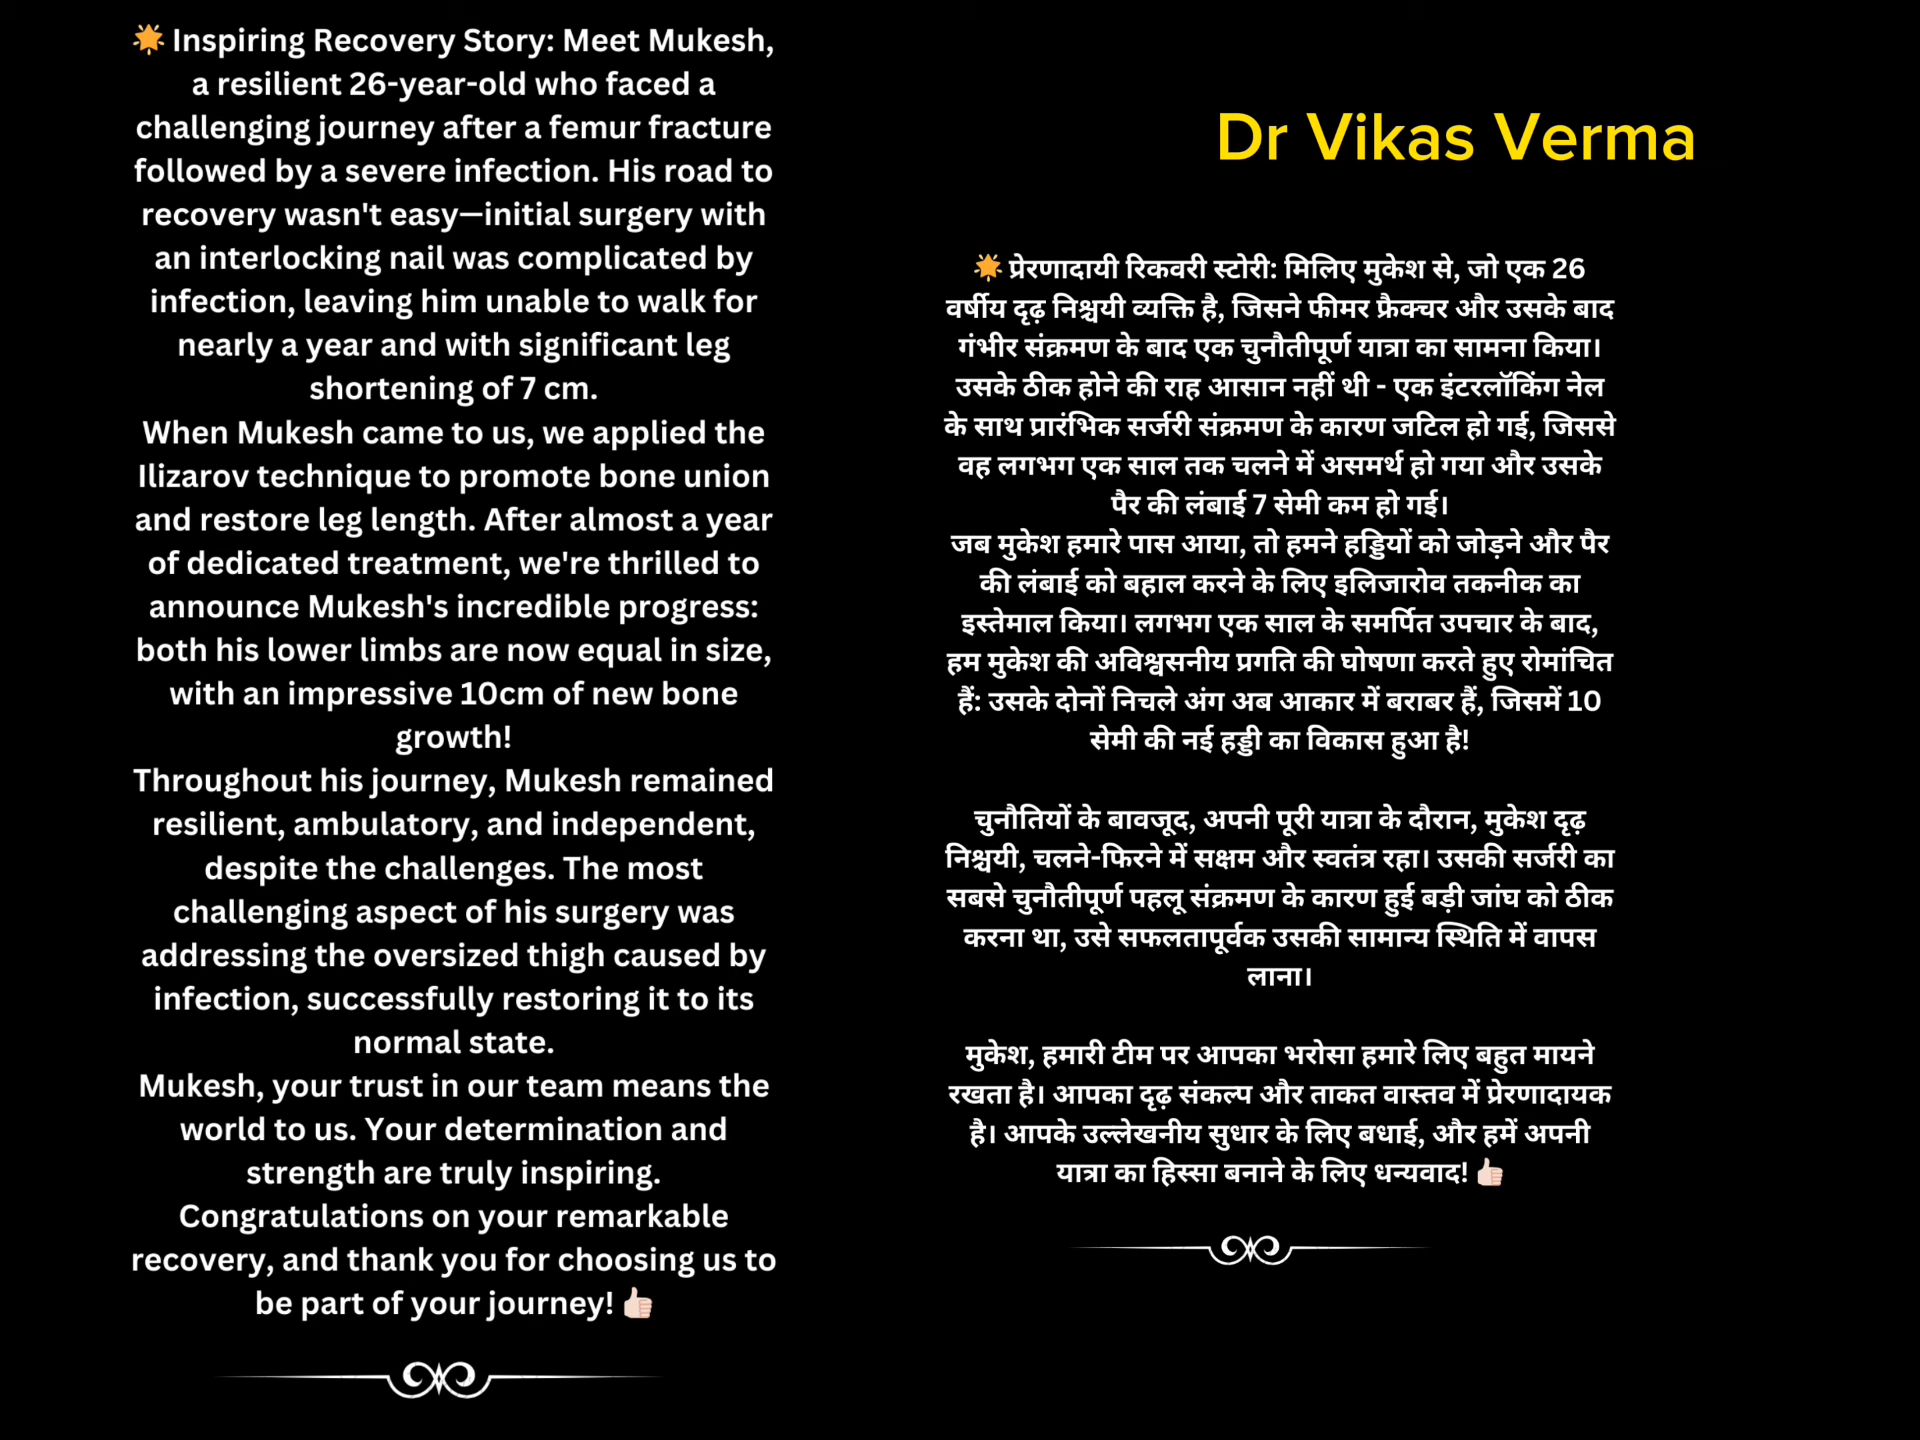 🌟 Inspiring Recovery Story: Meet Mukesh,
a resilient 26-year-old who faced a
challenging journey after a femur fracture
followed by a severe infection. His road to
recovery wasn't easy—initial surgery with
an interlocking nail was complicated by
infection, leaving him unable to walk for
nearly a year and with significant leg
shortening of 7 cm.
When Mukesh came to us, we applied the
Ilizarov technique to promote bone union
and restore leg length. After almost a year
of dedicated treatment, we're thrilled to
announce Mukesh's incredible progress:
both his lower limbs are now equal in size,
with an impressive 10cm of new bone
growth!
Throughout his journey, Mukesh remained
resilient, ambulatory, and independent,
despite the challenges. The most
challenging aspect of his surgery was
addressing the oversized thigh caused by
infection, successfully restoring it to its
normal state.
Mukesh, your trust in our team means the
world to us. Your determination and
strength are truly inspiring.
Congratulations on your remarkable
recovery, and thank you for choosing us to
be part of your journey! 👍🏻
Dr Vikas Verma
🌟 प्रेरणादायी रिकवरी स्टोरी: मिलिए मुकेश से, जो एक 26
वर्षीय दृढ़ निश्चयी व्यक्ति है, जिसने फीमर फ्रैक्चर और उसके बाद
गंभीर संक्रमण के बाद एक चुनौतीपूर्ण यात्रा का सामना किया।
उसके ठीक होने की राह आसान नहीं थी - एक इंटरलॉकिंग नेल
के साथ प्रारंभिक सर्जरी संक्रमण के कारण जटिल हो गई, जिससे
वह लगभग एक साल तक चलने में असमर्थ हो गया और उसके
पैर की लंबाई 7 सेमी कम हो गई।
जब मुकेश हमारे पास आया, तो हमने हड्डियों को जोड़ने और पैर
की लंबाई को बहाल करने के लिए इलिजारोव तकनीक का
इस्तेमाल किया। लगभग एक साल के समर्पित उपचार के बाद,
हम मुकेश की अविश्वसनीय प्रगति की घोषणा करते हुए रोमांचित
हैं: उसके दोनों निचले अंग अब आकार में बराबर हैं, जिसमें 10
सेमी की नई हड्डी का विकास हुआ है!
चुनौतियों के बावजूद, अपनी पूरी यात्रा के दौरान, मुकेश दृढ़
निश्चयी, चलने-फिरने में सक्षम और स्वतंत्र रहा। उसकी सर्जरी का
सबसे चुनौतीपूर्ण पहलू संक्रमण के कारण हुई बड़ी जांघ को ठीक
करना था, उसे सफलतापूर्वक उसकी सामान्य स्थिति में वापस
लाना।
मुकेश, हमारी टीम पर आपका भरोसा हमारे लिए बहुत मायने
रखता है। आपका दृढ़ संकल्प और ताकत वास्तव में प्रेरणादायक
है। आपके उल्लेखनीय सुधार के लिए बधाई, और हमें अपनी
यात्रा का हिस्सा बनाने के लिए धन्यवाद! 👍🏻